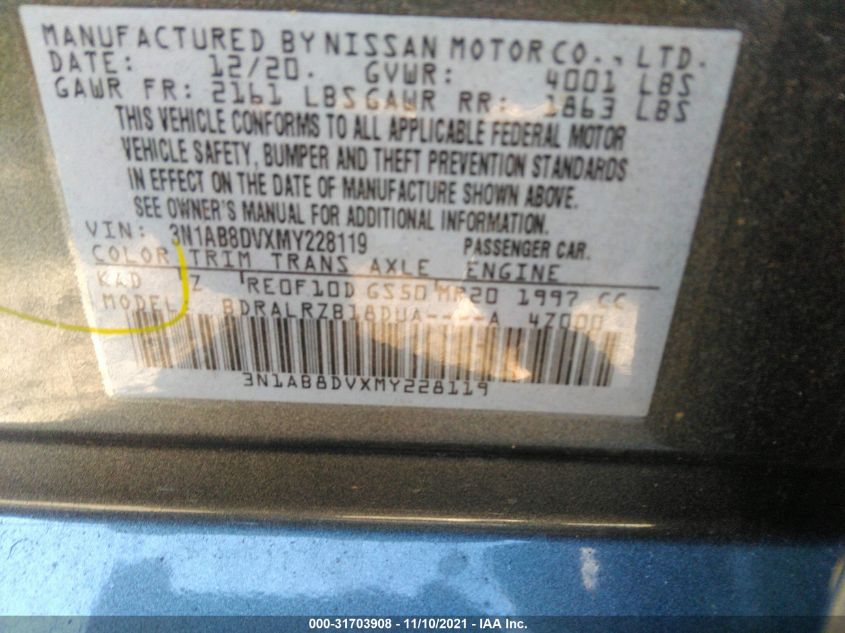 MANUFACTURED BY NISSAN MOTOR CO., LTD.
DATE: 12/20. GVWR: 4001 LBS
GAWR FR: 2161 LBS GAWR RR: 1863 LBS
THIS VEHICLE CONFORMS TO ALL APPLICABLE FEDERAL MOTOR
VEHICLE SAFETY, BUMPER AND THEFT PREVENTION STANDARDS
IN EFFECT ON THE DATE OF MANUFACTURE SHOWN ABOVE.
SEE OWNER'S MANUAL FOR ADDITIONAL INFORMATION.
VIN: 3N1AB8DVXMY228119 PASSENGER CAR.
COLOR TRIM TRANS AXLE ENGINE
KAD Z RE0F10D GS50 MR20 1997 CC
MODEL BDRALRZB18DUA----A 4Z000
3N1AB8DVXMY228119
000-31703908 - 11/10/2021 - IAA Inc.